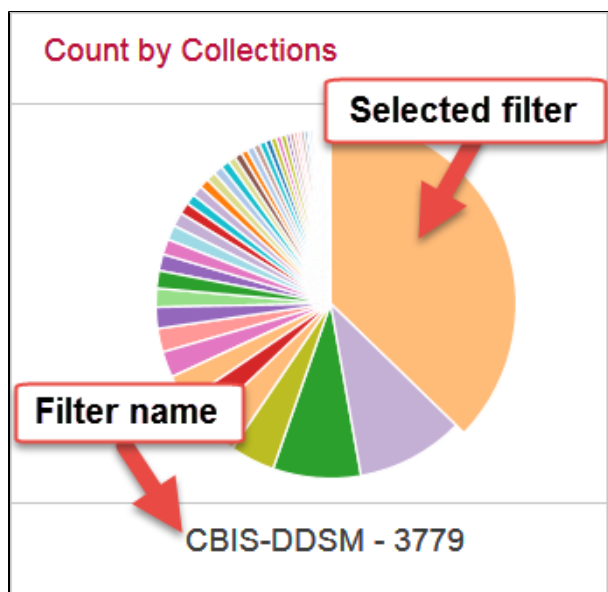 Count by Collections
Selected filter
Filter name
CBIS-DDSM - 3779